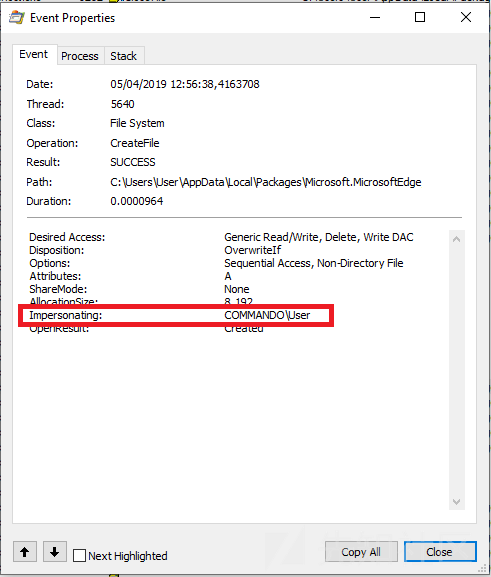 Event Properties
Event Process Stack
Date: 05/04/2019 12:56:38,4163708
Thread: 5640
Class: File System
Operation: CreateFile
Result: SUCCESS
Path: C:\Users\User\AppData\Local\Packages\Microsoft.MicrosoftEdge
Duration: 0.0000964
Desired Access: Generic Read/Write, Delete, Write DAC
Disposition: OverwriteIf
Options: Sequential Access, Non-Directory File
Attributes: A
ShareMode: None
AllocationSize: 8 192
Impersonating: COMMANDO\User
OpenResult: Created
Next Highlighted
Copy All Close